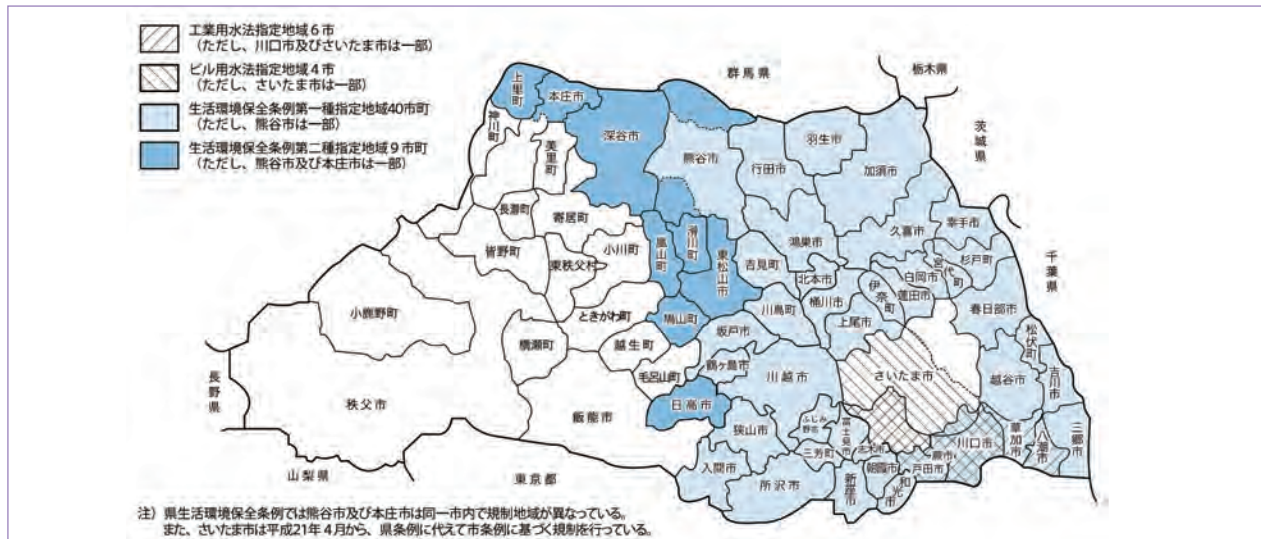 工業用水法指定地域6市
(ただし、川口市及びさいたま市は一部)
ビル用水法指定地域4市
(ただし、さいたま市は一部)
生活環境保全条例第一種指定地域40市町
(ただし、熊谷市は一部)
生活環境保全条例第二種指定地域9市町
(ただし、熊谷市及び本庄市は一部)
群馬県
栃木県
茨城県
千葉県
上里町
本庄市
神川町
美里町
深谷市
熊谷市
行田市
羽生市
加須市
長瀞町
寄居町
皆野町
東秩父村
小川町
嵐山町
滑川町
東松山市
吉見町
鴻巣市
北本市
久喜市
幸手市
宮代町
杉戸町
白岡市
蓮田市
伊奈町
桶川市
上尾市
春日部市
松伏町
小鹿野町
ときがわ町
鳩山町
川島町
坂戸市
横瀬町
越生町
毛呂山町
鶴ヶ島市
川越市
さいたま市
越谷市
吉川市
長野県
秩父市
飯能市
日高市
狭山市
ふじみ野市
富士見市
三芳町
志木市
朝霞市
蕨市
戸田市
川口市
草加市
八潮市
三郷市
入間市
所沢市
新座市
和光市
山梨県
東京都
注)県生活環境保全条例では熊谷市及び本庄市は同一市内で規制地域が異なっている。
また、さいたま市は平成21年4月から、県条例に代えて市条例に基づく規制を行っている。